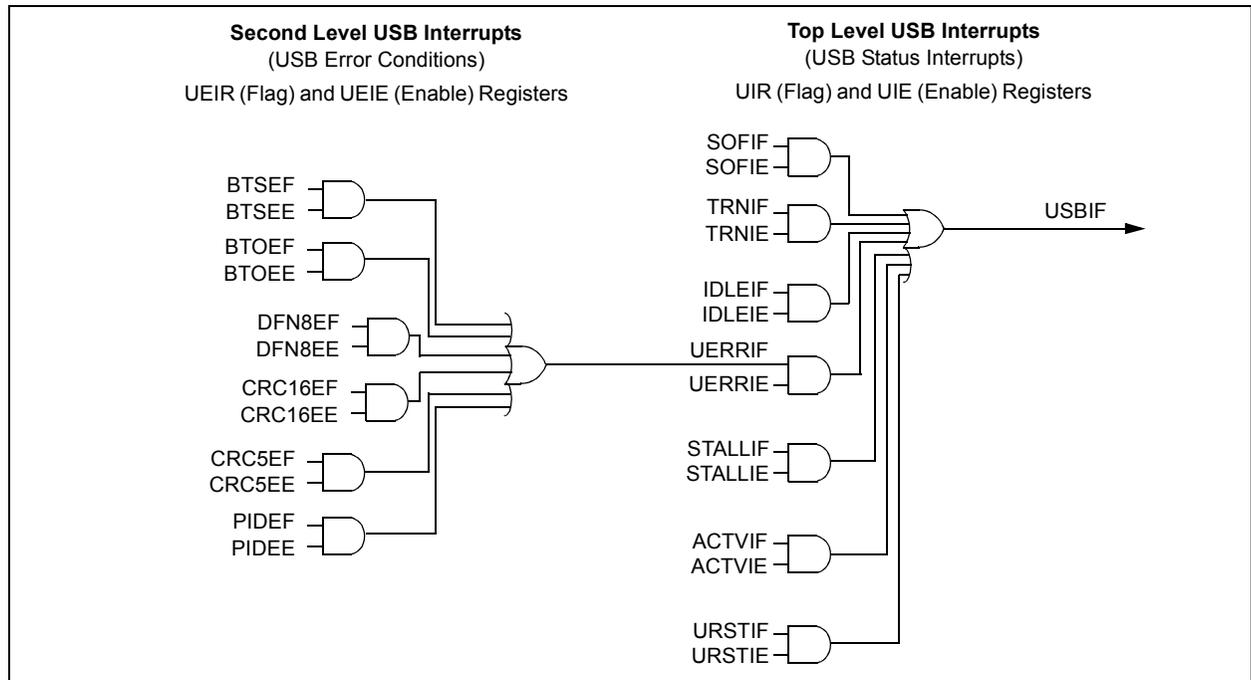 Second Level USB Interrupts
(USB Error Conditions)
UEIR (Flag) and UEIE (Enable) Registers
BTSEF
BTSEE
BTOEF
BTOEE
DFN8EF
DFN8EE
CRC16EF
CRC16EE
CRC5EF
CRC5EE
PIDEF
PIDEE
Top Level USB Interrupts
(USB Status Interrupts)
UIR (Flag) and UIE (Enable) Registers
SOFIF
SOFIE
TRNIF
TRNIE
IDLEIF
IDLEIE
UERRIF
UERRIE
STALLIF
STALLIE
ACTVIF
ACTVIE
URSTIF
URSTIE
USBIF